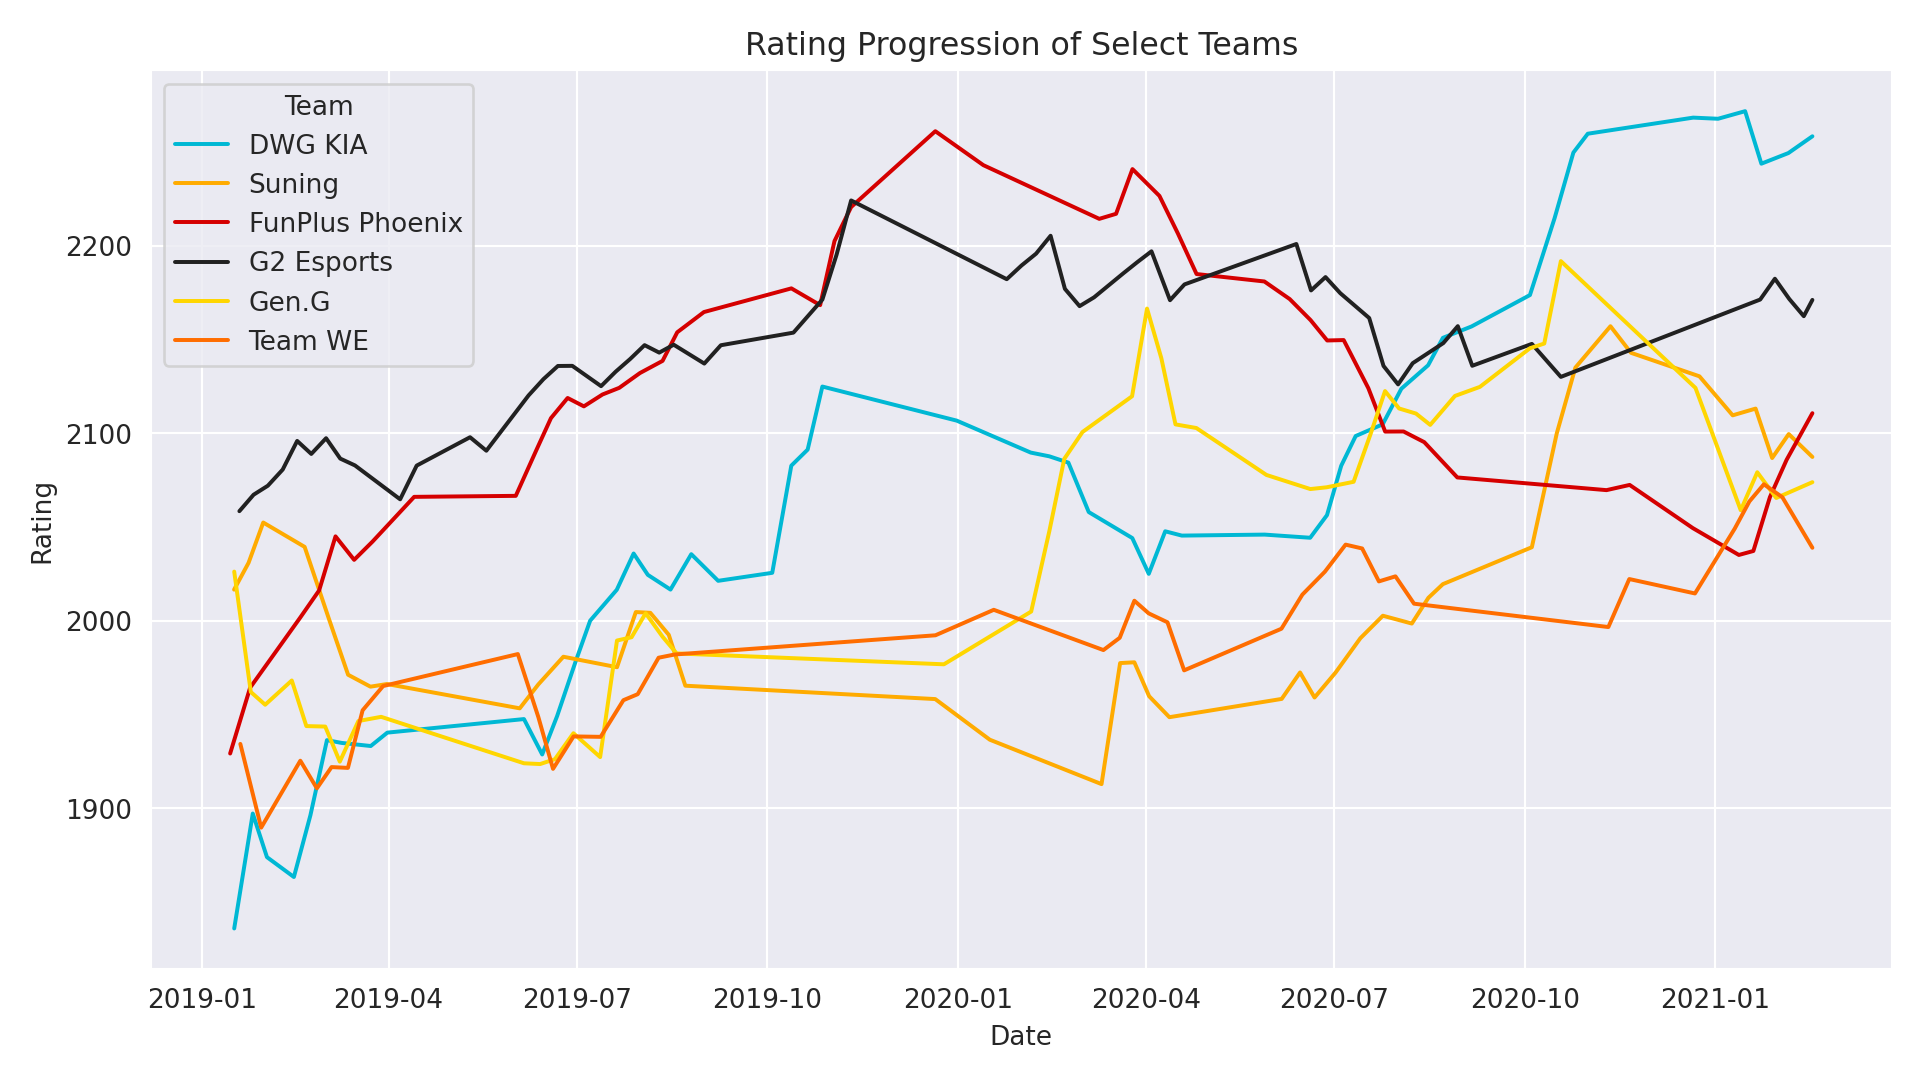 Rating Progression of Select Teams
Team
DWG KIA
Suning
FunPlus Phoenix
G2 Esports
Gen.G
Team WE
2200
2100
2000
1900
Rating
2019-01 2019-04 2019-07 2019-10 2020-01 2020-04 2020-07 2020-10 2021-01
Date